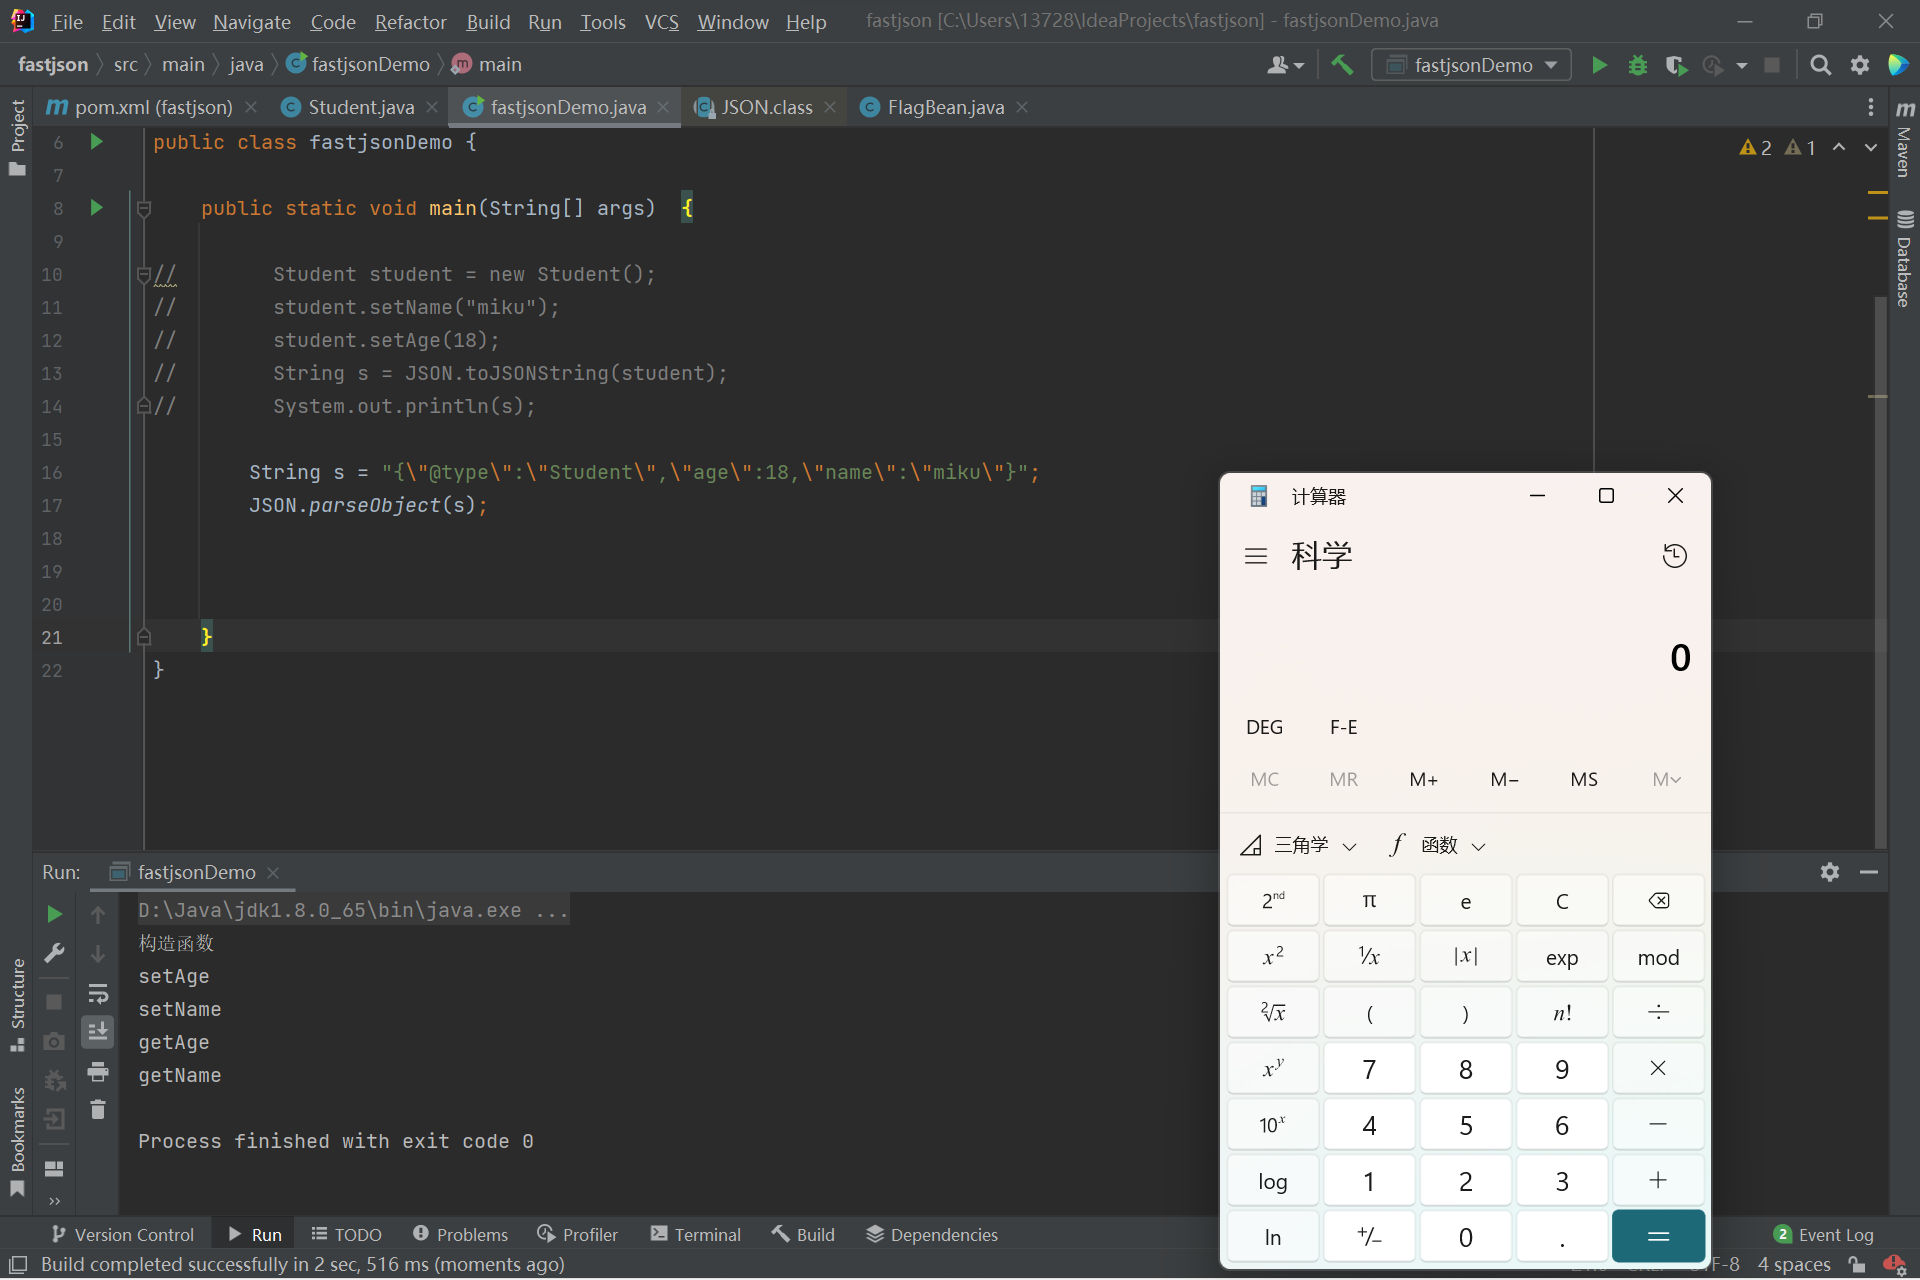 File Edit View Navigate Code Refactor Build Run Tools VCS Window Help fastjson [C:\Users\13728\IdeaProjects\fastjson] - fastjsonDemo.java
fastjson src main java fastjsonDemo main
fastjsonDemo
pom.xml (fastjson) Student.java fastjsonDemo.java JSON.class FlagBean.java
Project
Maven
Database
2 1
6 public class fastjsonDemo {
7
8 public static void main(String[] args)  {
9
10 //        Student student = new Student();
11 //        student.setName("miku");
12 //        student.setAge(18);
13 //        String s = JSON.toJSONString(student);
14 //        System.out.println(s);
15
16 String s = "{\"@type\":\"Student\",\"age\":18,\"name\":\"miku\"}";
17 JSON.parseObject(s);
18
19
20
21 }
22 }
计算器
科学
0
DEG F-E
MC MR M+ M− MS M
三角学 f 函数
2nd π e C
x2 1/x |x| exp mod
2√x ( ) n! ÷
xy 7 8 9 ×
10x 4 5 6 −
log 1 2 3 +
ln +/− 0 . =
Run: fastjsonDemo
D:\Java\jdk1.8.0_65\bin\java.exe ...
构造函数
setAge
setName
getAge
getName
Process finished with exit code 0
Structure
Bookmarks
Version Control Run TODO Problems Profiler Terminal Build Dependencies 2 Event Log
Build completed successfully in 2 sec, 516 ms (moments ago) 4 spaces